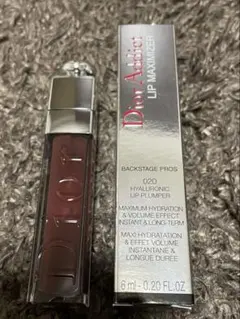 DIOR
Dior Addict
LIP MAXIMIZER
BACKSTAGE PROS
020
HYALURONIC
LIP PLUMPER
MAXIMUM HYDRATION
& VOLUME EFFECT
INSTANT & LONG-TERM
MAXI HYDRATATION
& EFFET VOLUME
INSTANTANÉ &
LONGUE DURÉE
6 ml - 0.20 FL. OZ